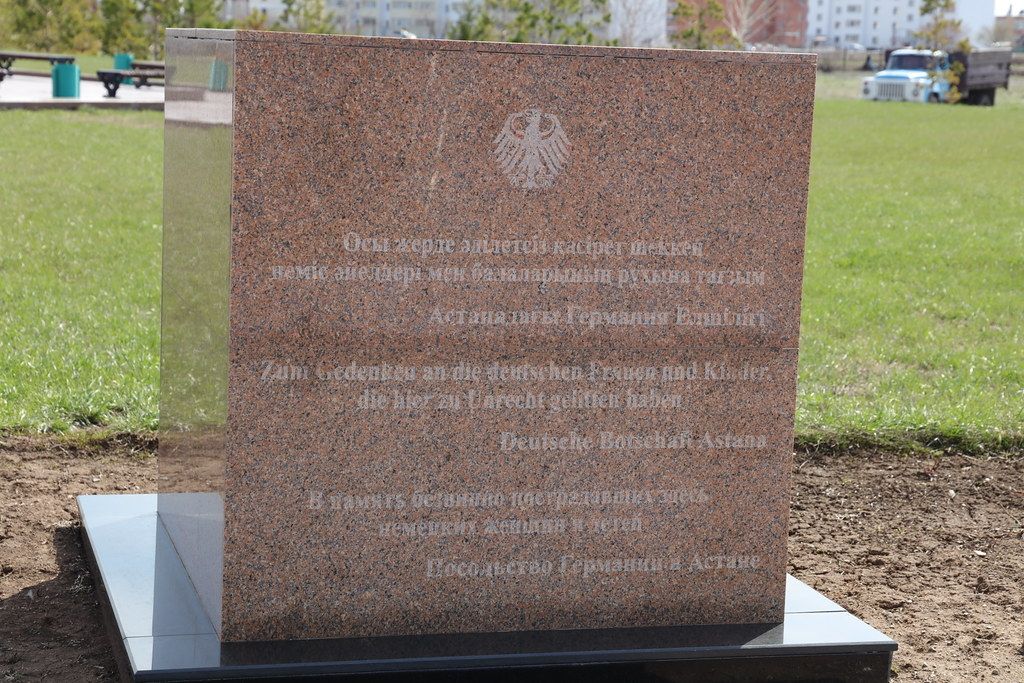 Осы жерде әділетсіз қасірет шеккен
неміс әйелдері мен балаларының рухына тағзым
Астанадағы Германия Елшілігі
Zum Gedenken an die deutschen Frauen und Kinder,
die hier zu Unrecht gelitten haben
Deutsche Botschaft Astana
В память безвинно пострадавших здесь
немецких женщин и детей
Посольство Германии в Астане